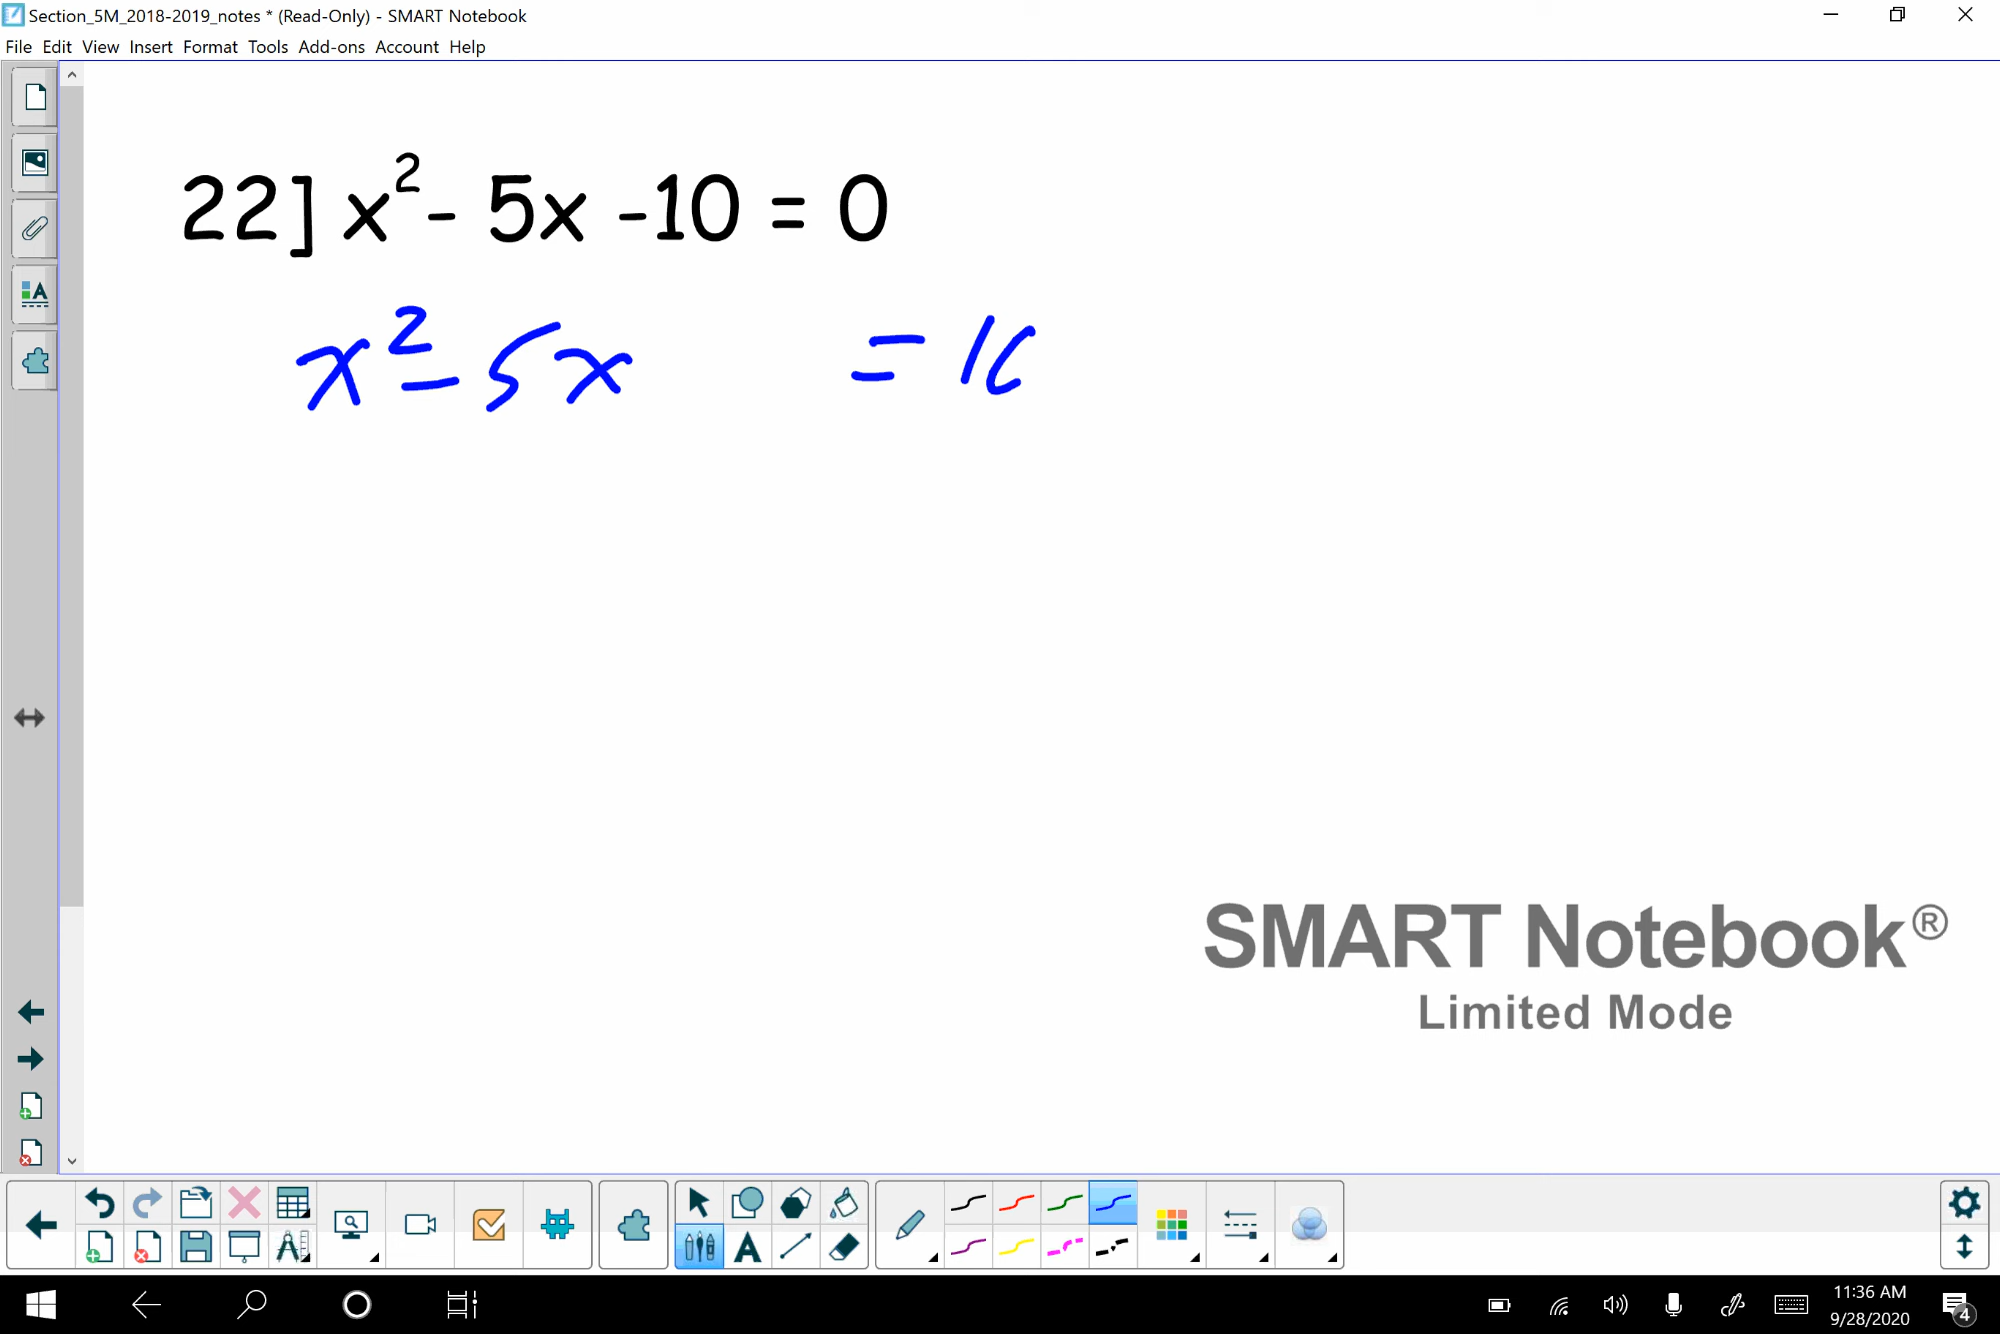 Section_5M_2018-2019_notes * (Read-Only) - SMART Notebook
File Edit View Insert Format Tools Add-ons Account Help
22] x² - 5x -10 = 0
x² - 5x = 10
SMART Notebook®
Limited Mode
11:36 AM
9/28/2020
4